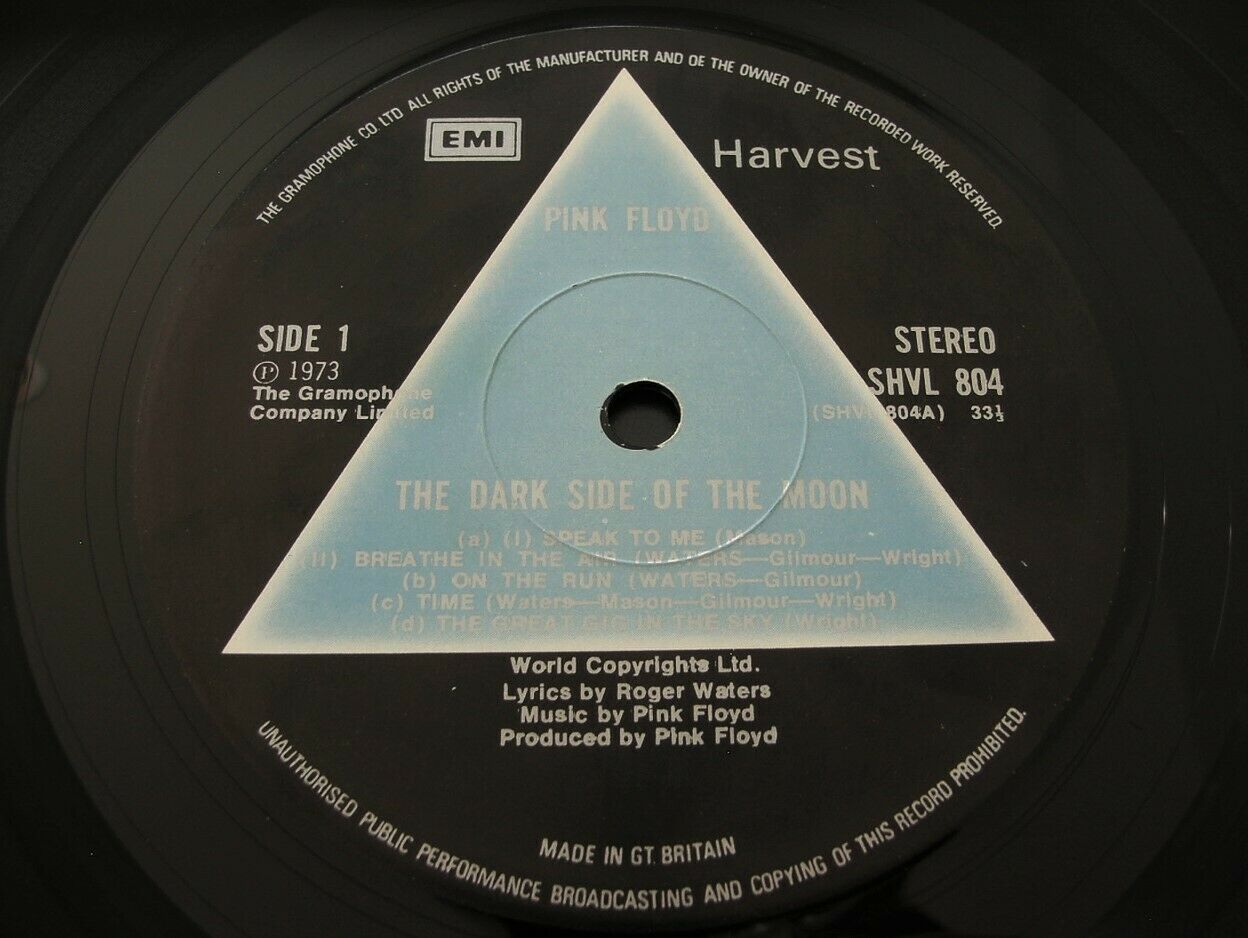 THE GRAMOPHONE CO LTD ALL RIGHTS OF THE MANUFACTURER AND OE THE OWNER OF THE RECORDED WORK RESERVED.
EMI
Harvest
PINK FLOYD
SIDE 1
Ⓟ 1973
The Gramophone
Company Limited
STEREO
SHVL 804
(SHVL 804A) 33⅓
THE DARK SIDE OF THE MOON
(a) (I) SPEAK TO ME (Mason)
(II) BREATHE IN THE AIR (WATERS—Gilmour—Wright)
(b) ON THE RUN (WATERS—Gilmour)
(c) TIME (Waters—Mason—Gilmour—Wright)
(d) THE GREAT GIG IN THE SKY (Wright)
World Copyrights Ltd.
Lyrics by Roger Waters
Music by Pink Floyd
Produced by Pink Floyd
MADE IN GT. BRITAIN
UNAUTHORISED PUBLIC PERFORMANCE BROADCASTING AND COPYING OF THIS RECORD PROHIBITED.